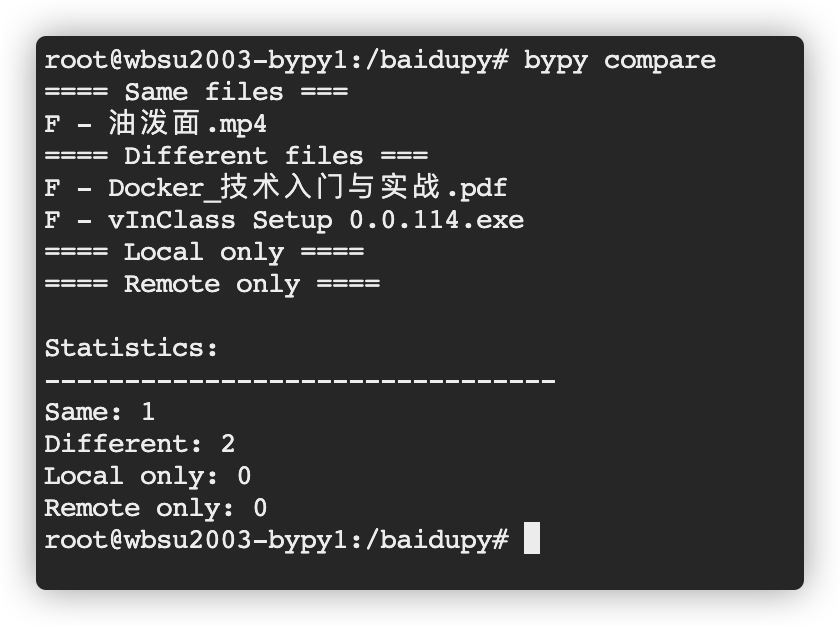 root@wbsu2003-bypy1:/baidupy# bypy compare
==== Same files ===
F - 油泼面.mp4
==== Different files ===
F - Docker_技术入门与实战.pdf
F - vInClass Setup 0.0.114.exe
==== Local only ====
==== Remote only ====
Statistics:
--------------------------------
Same: 1
Different: 2
Local only: 0
Remote only: 0
root@wbsu2003-bypy1:/baidupy#